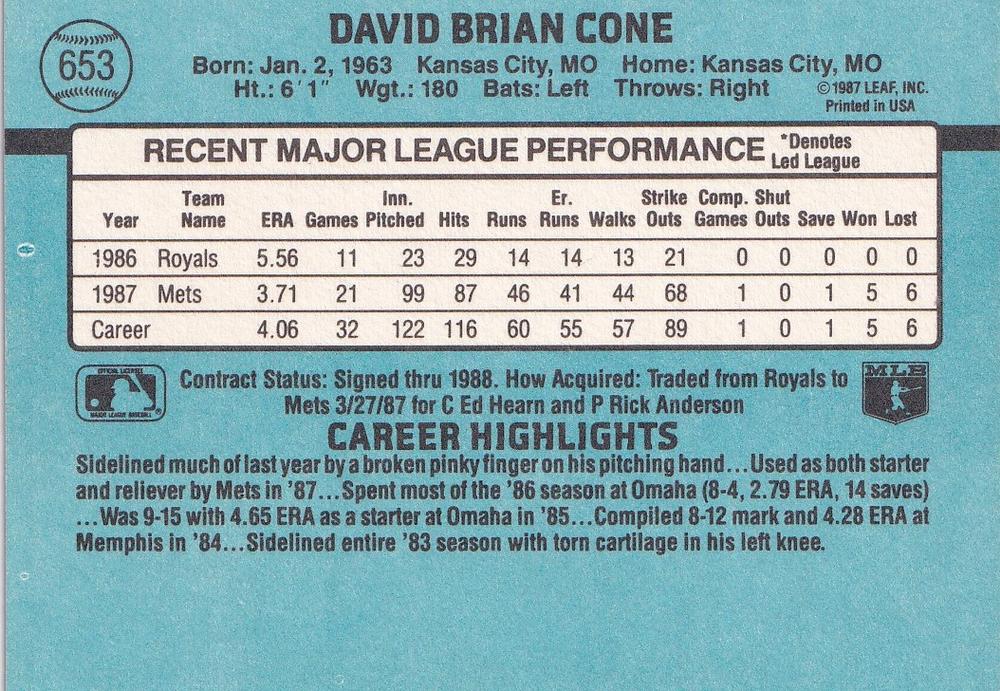 DAVID BRIAN CONE
653
Born: Jan. 2, 1963 Kansas City, MO Home: Kansas City, MO
Ht.: 6'1" Wgt.: 180 Bats: Left Throws: Right
©1987 LEAF, INC.
Printed in USA
RECENT MAJOR LEAGUE PERFORMANCE *Denotes Led League
Year Team Name ERA Games Inn. Pitched Hits Runs Er. Runs Walks Strike Outs Comp. Games Shut Outs Save Won Lost
1986 Royals 5.56 11 23 29 14 14 13 21 0 0 0 0 0
1987 Mets 3.71 21 99 87 46 41 44 68 1 0 1 5 6
Career 4.06 32 122 116 60 55 57 89 1 0 1 5 6
OFFICIAL LICENSEE
MAJOR LEAGUE BASEBALL
®
MLB
Contract Status: Signed thru 1988. How Acquired: Traded from Royals to
Mets 3/27/87 for C Ed Hearn and P Rick Anderson
CAREER HIGHLIGHTS
Sidelined much of last year by a broken pinky finger on his pitching hand...Used as both starter
and reliever by Mets in '87...Spent most of the '86 season at Omaha (8-4, 2.79 ERA, 14 saves)
...Was 9-15 with 4.65 ERA as a starter at Omaha in '85...Compiled 8-12 mark and 4.28 ERA at
Memphis in '84...Sidelined entire '83 season with torn cartilage in his left knee.